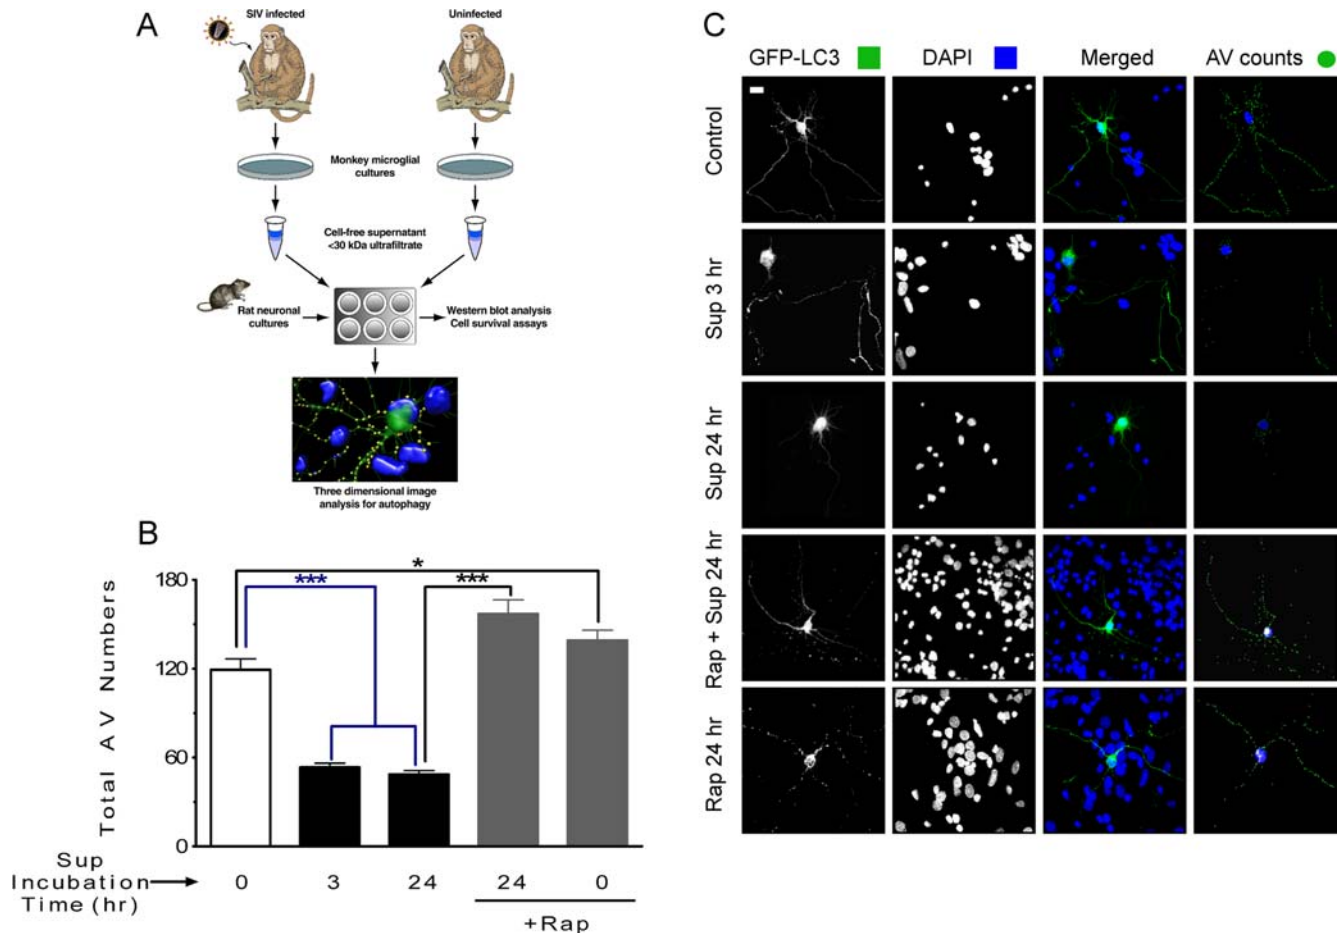 A
SIV infected
Uninfected
Monkey microglial
cultures
Cell-free supernatant
<30 kDa ultrafiltrate
Rat neuronal
cultures
Western blot analysis
Cell survival assays
Three dimensional image
analysis for autophagy
B
Total AV Numbers
180
120
60
0
***
*
***
Sup
Incubation
Time (hr)
0
3
24
24
0
+Rap
C
GFP-LC3
DAPI
Merged
AV counts
Control
Sup 3 hr
Sup 24 hr
Rap + Sup 24 hr
Rap 24 hr